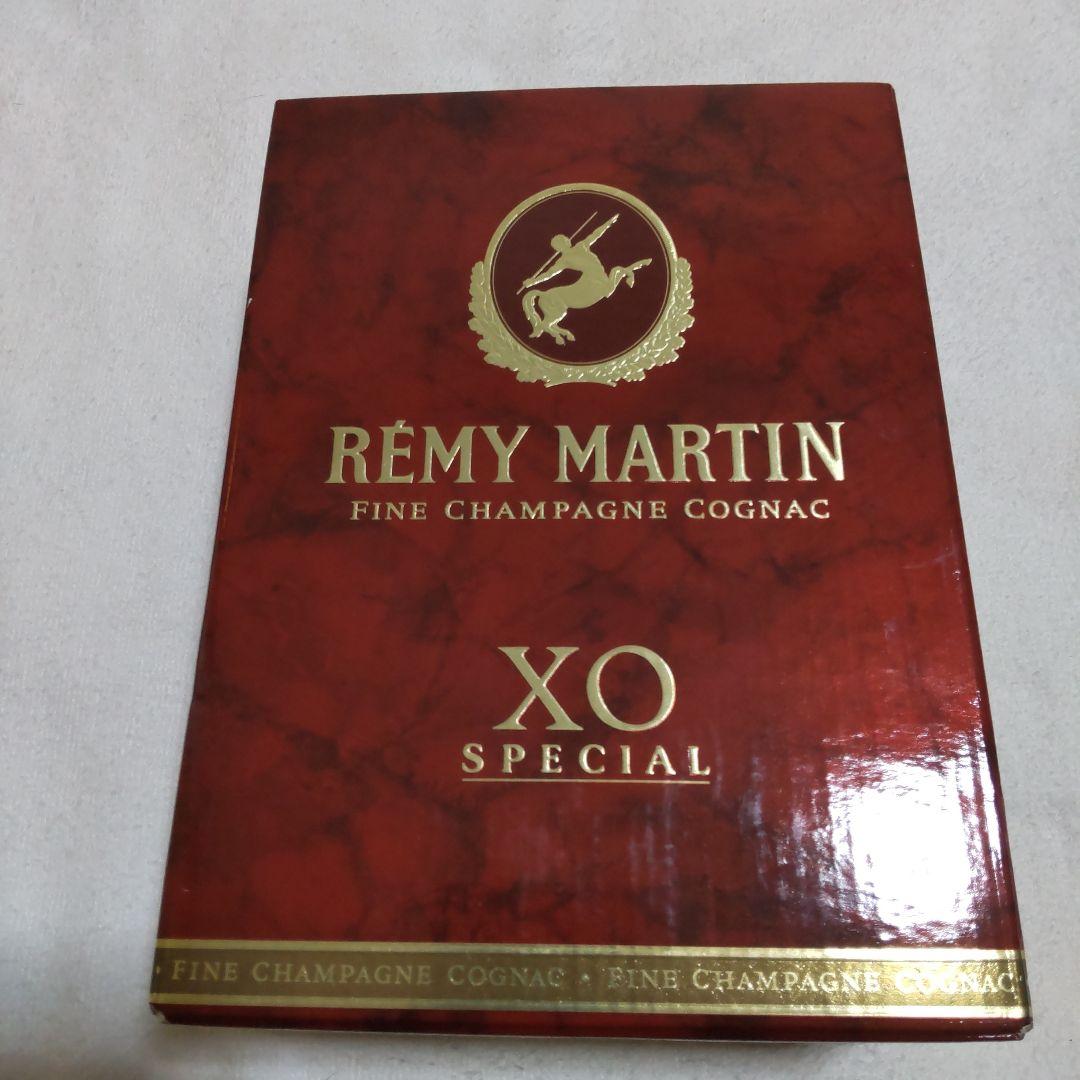 RÉMY MARTIN
FINE CHAMPAGNE COGNAC
XO
SPECIAL
· FINE CHAMPAGNE COGNAC · FINE CHAMPAGNE COGNAC